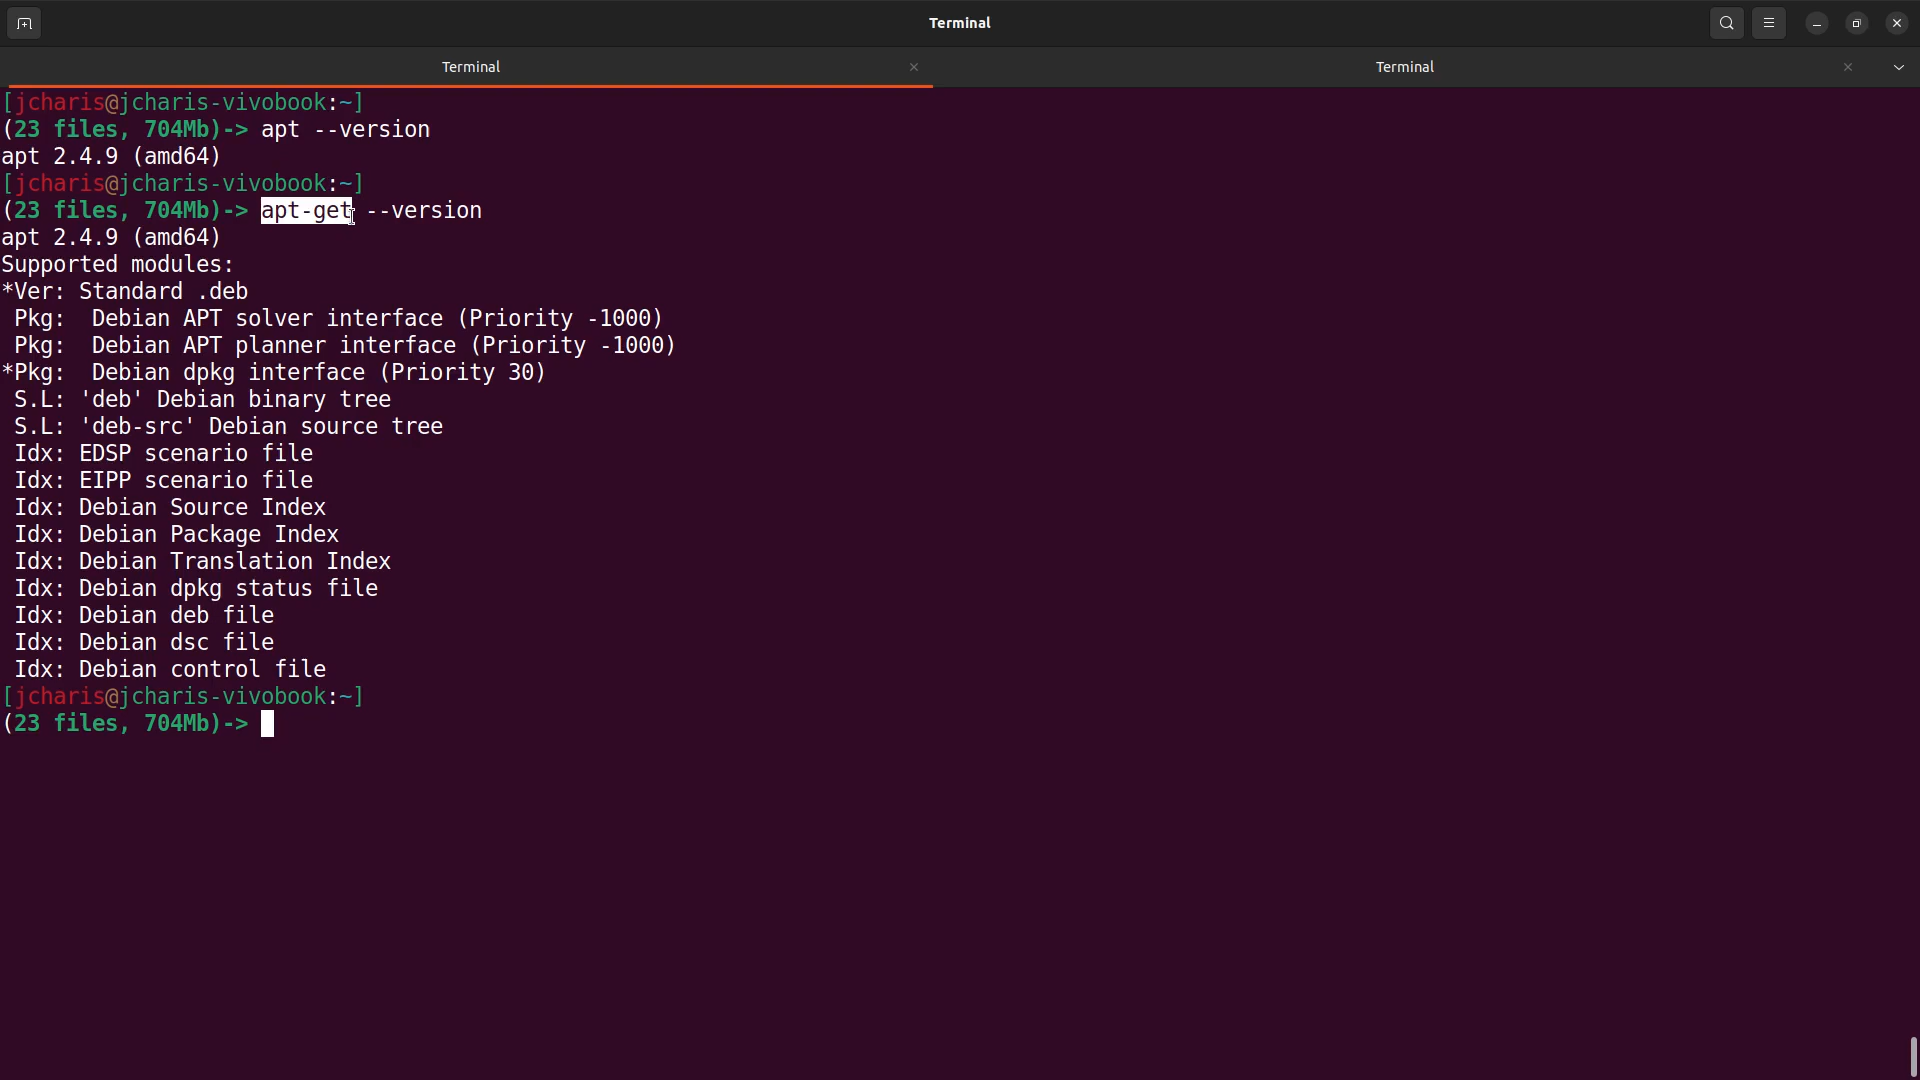 Terminal
Terminal
Terminal
[jcharis@jcharis-vivobook:~]
(23 files, 704Mb)-> apt --version
apt 2.4.9 (amd64)
[jcharis@jcharis-vivobook:~]
(23 files, 704Mb)-> apt-get --version
apt 2.4.9 (amd64)
Supported modules:
*Ver: Standard .deb
 Pkg:  Debian APT solver interface (Priority -1000)
 Pkg:  Debian APT planner interface (Priority -1000)
*Pkg:  Debian dpkg interface (Priority 30)
 S.L: 'deb' Debian binary tree
 S.L: 'deb-src' Debian source tree
 Idx: EDSP scenario file
 Idx: EIPP scenario file
 Idx: Debian Source Index
 Idx: Debian Package Index
 Idx: Debian Translation Index
 Idx: Debian dpkg status file
 Idx: Debian deb file
 Idx: Debian dsc file
 Idx: Debian control file
[jcharis@jcharis-vivobook:~]
(23 files, 704Mb)->